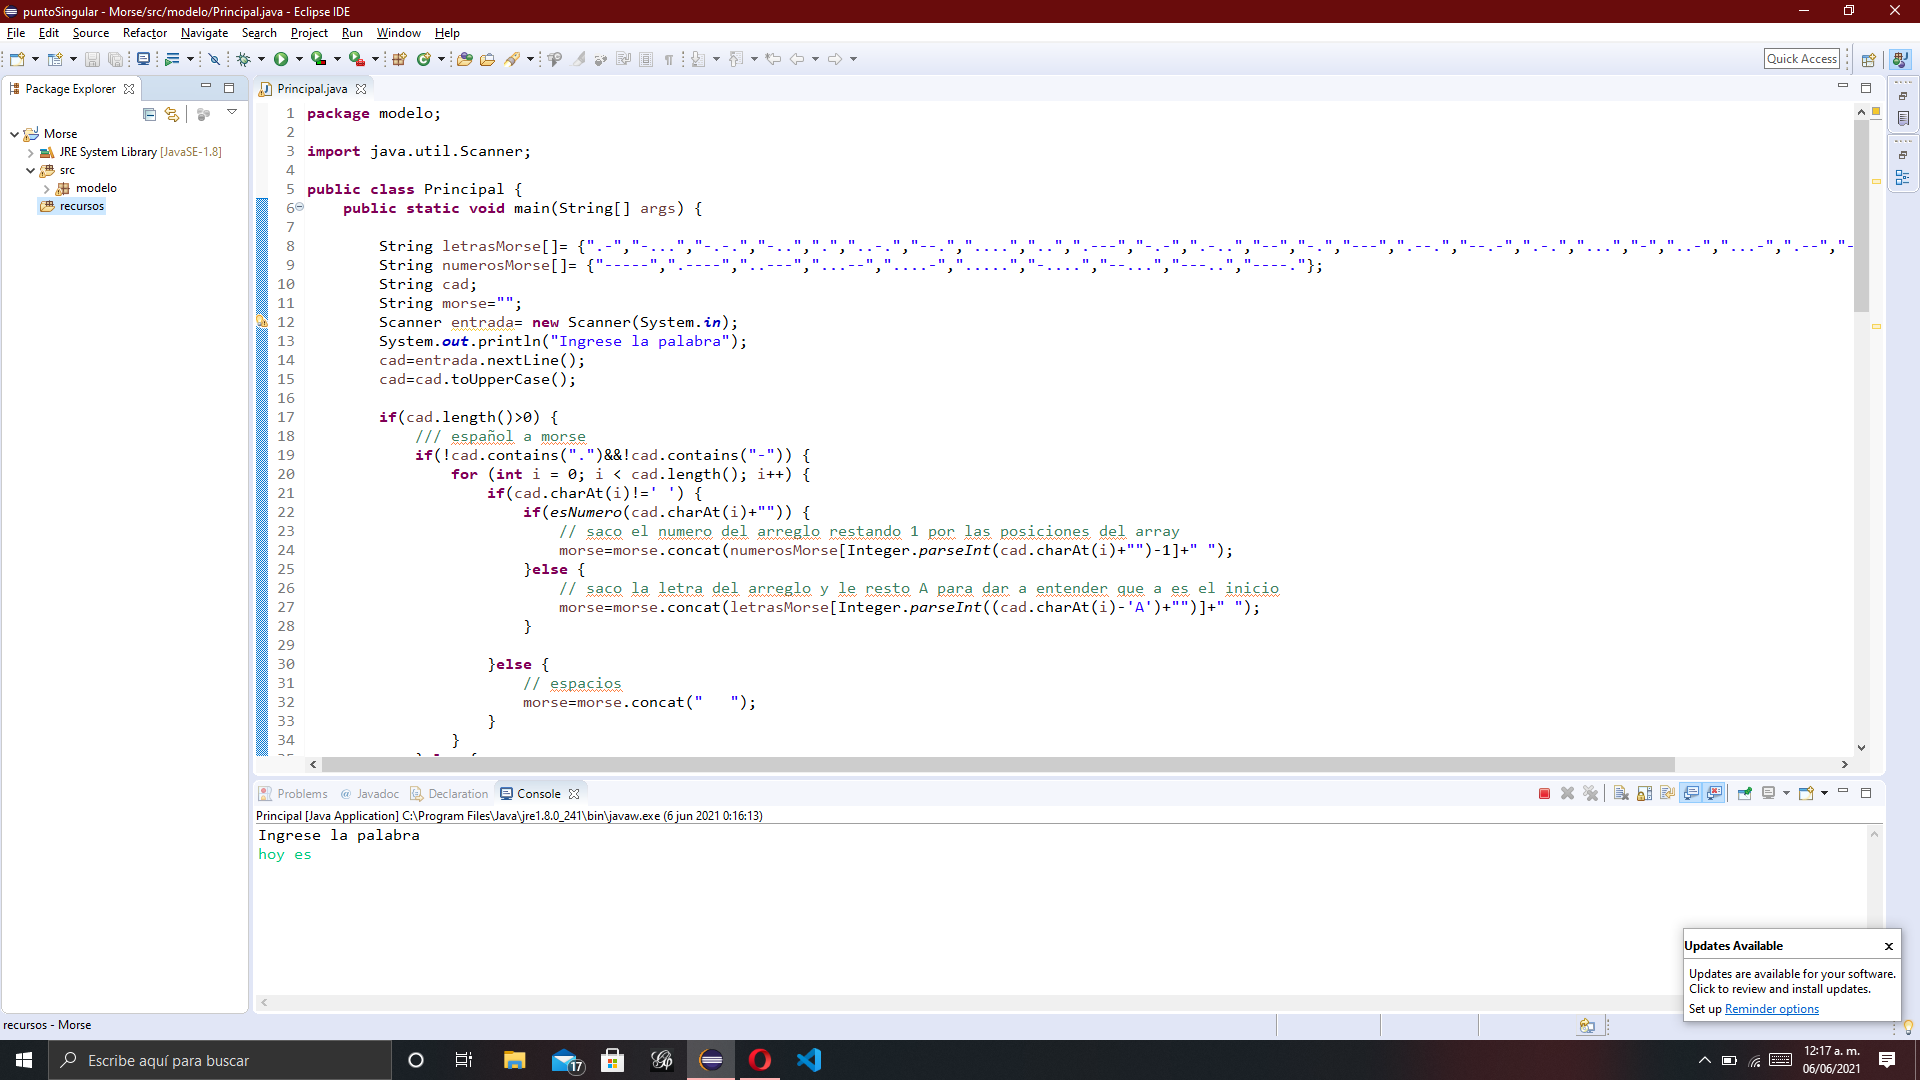 puntoSingular - Morse/src/modelo/Principal.java - Eclipse IDE
File Edit Source Refactor Navigate Search Project Run Window Help
Quick Access
Package Explorer
Principal.java
Morse
JRE System Library [JavaSE-1.8]
src
modelo
recursos
1 package modelo;
2
3 import java.util.Scanner;
4
5 public class Principal {
6 public static void main(String[] args) {
7
8 String letrasMorse[]= {".-","-...","-.-.","-..",".","..-.","--.","....","..",".---","-.-",".-..","--","-.","---",".--.","--.-",".-.","...","-","..-","...-",".--","-
9 String numerosMorse[]= {"-----",".----","..---","...--","....-",".....","-....","--...","---..","----."};
10 String cad;
11 String morse="";
12 Scanner entrada= new Scanner(System.in);
13 System.out.println("Ingrese la palabra");
14 cad=entrada.nextLine();
15 cad=cad.toUpperCase();
16
17 if(cad.length()>0) {
18 /// español a morse
19 if(!cad.contains(".")&&!cad.contains("-")) {
20 for (int i = 0; i < cad.length(); i++) {
21 if(cad.charAt(i)!=' ') {
22 if(esNumero(cad.charAt(i)+"")) {
23 // saco el numero del arreglo restando 1 por las posiciones del array
24 morse=morse.concat(numerosMorse[Integer.parseInt(cad.charAt(i)+"")-1]+" ");
25 }else {
26 // saco la letra del arreglo y le resto A para dar a entender que a es el inicio
27 morse=morse.concat(letrasMorse[Integer.parseInt((cad.charAt(i)-'A')+"")]+" ");
28 }
29
30 }else {
31 // espacios
32 morse=morse.concat("   ");
33 }
34 }
Problems Javadoc Declaration Console
Principal [Java Application] C:\Program Files\Java\jre1.8.0_241\bin\javaw.exe (6 jun 2021 0:16:13)
Ingrese la palabra
hoy es
Updates Available
Updates are available for your software.
Click to review and install updates.
Set up Reminder options
recursos - Morse
Escribe aquí para buscar
17
12:17 a. m.
06/06/2021